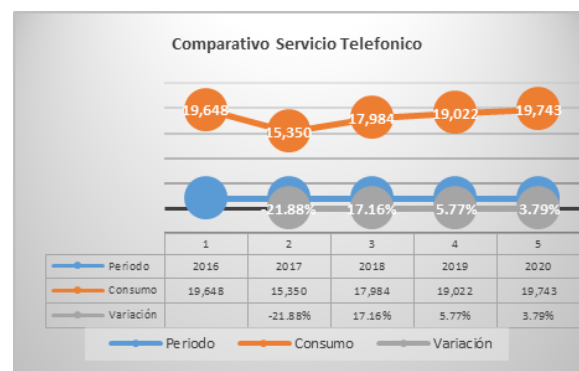 Comparativo Servicio Telefonico
19,648 15,350 17,984 19,022 19,743
-21.88% 17.16% 5.77% 3.79%
1 2 3 4 5
Periodo 2016 2017 2018 2019 2020
Consumo 19,648 15,350 17,984 19,022 19,743
Variación -21.88% 17.16% 5.77% 3.79%
Periodo Consumo Variación